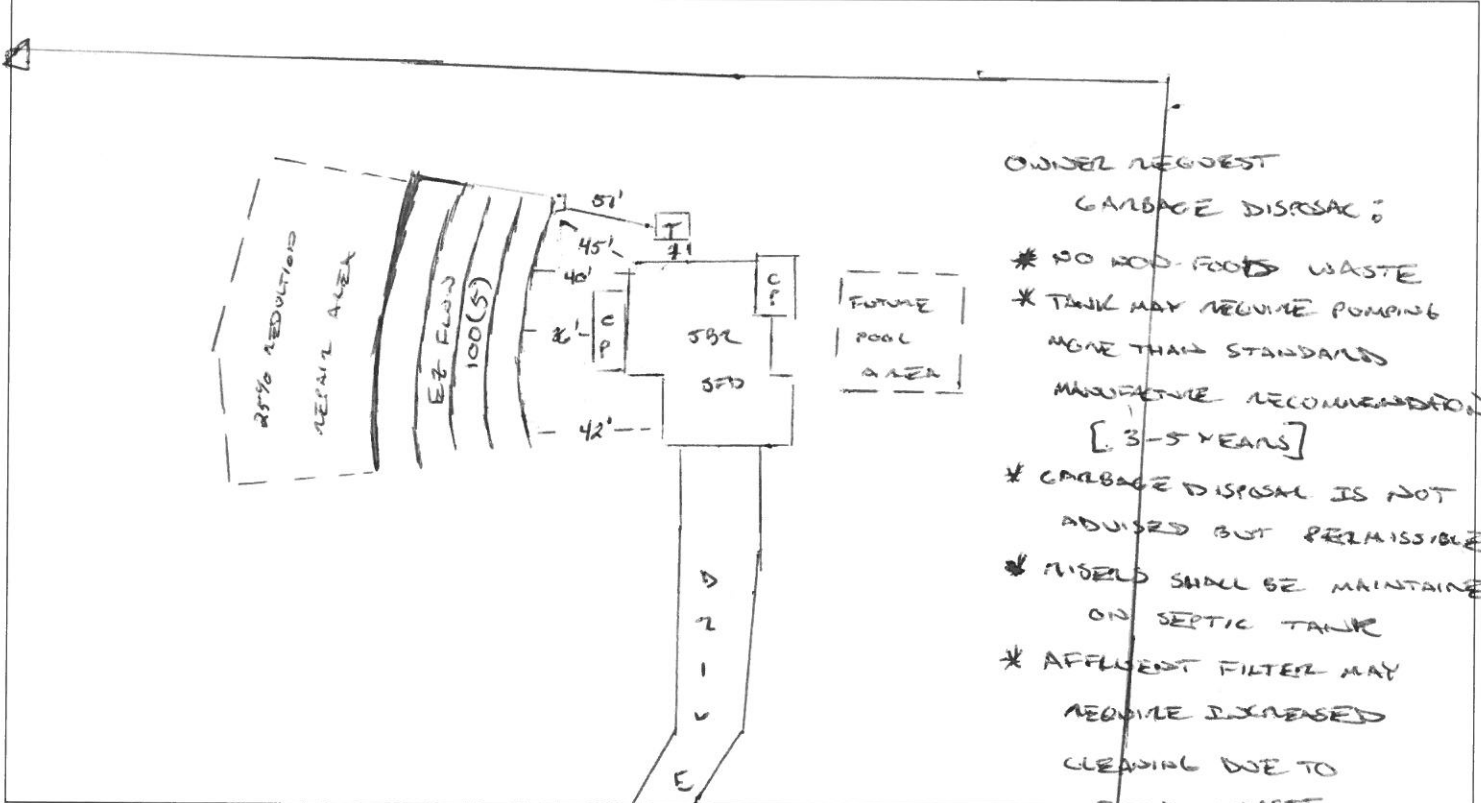 25% REDUCTION
REPAIR AREA
EZ FLOW
100(5)
51'
T
45'
40'
CP
42'
5BR
SFD
FUTURE
POOL
AREA
DRIVE
OWNER REQUEST
GARBAGE DISPOSAL:
* NO NON-FOODS WASTE
* TANK MAY REQUIRE PUMPING
MORE THAN STANDARD
MANUFACTURE RECOMMENDATION
[3-5 YEARS]
* GARBAGE DISPOSAL IS NOT
ADVISED BUT PERMISSIBLE
* RISERS SHALL BE MAINTAINE
ON SEPTIC TANK
* AFFLUENT FILTER MAY
REQUIRE INCREASED
CLEANING DUE TO